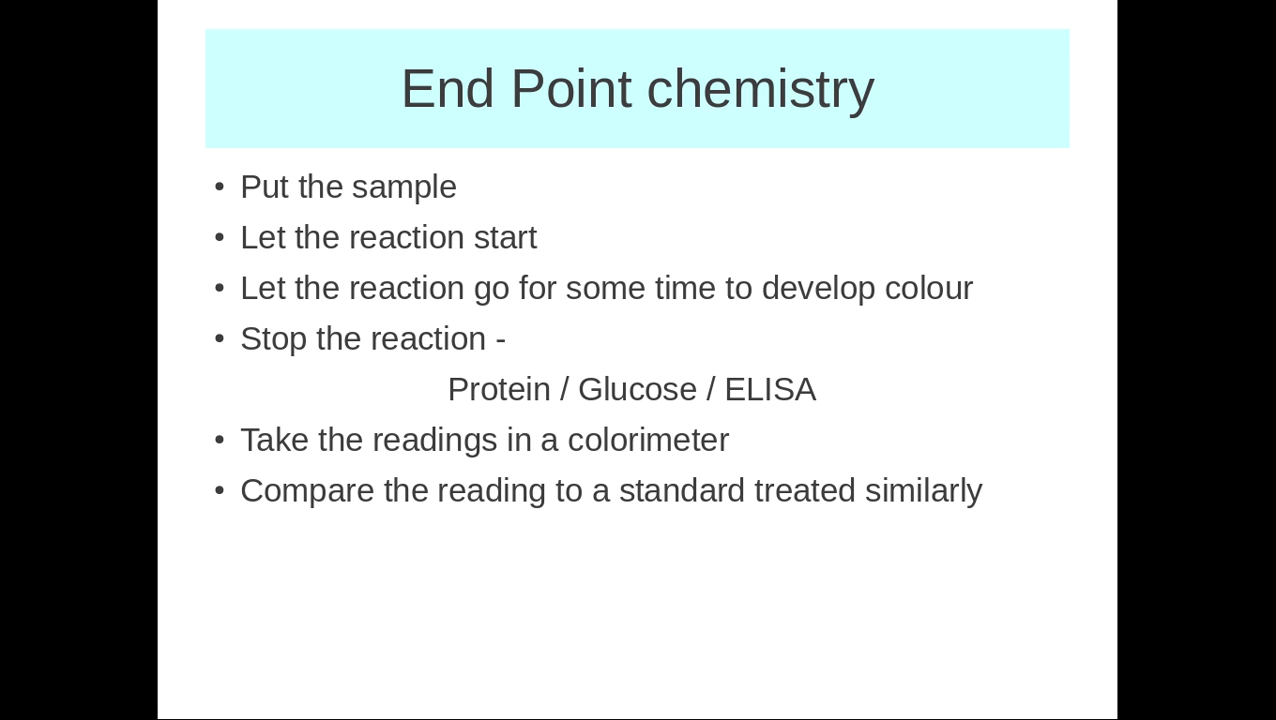 End Point chemistry
• Put the sample
• Let the reaction start
• Let the reaction go for some time to develop colour
• Stop the reaction -
Protein / Glucose / ELISA
• Take the readings in a colorimeter
• Compare the reading to a standard treated similarly